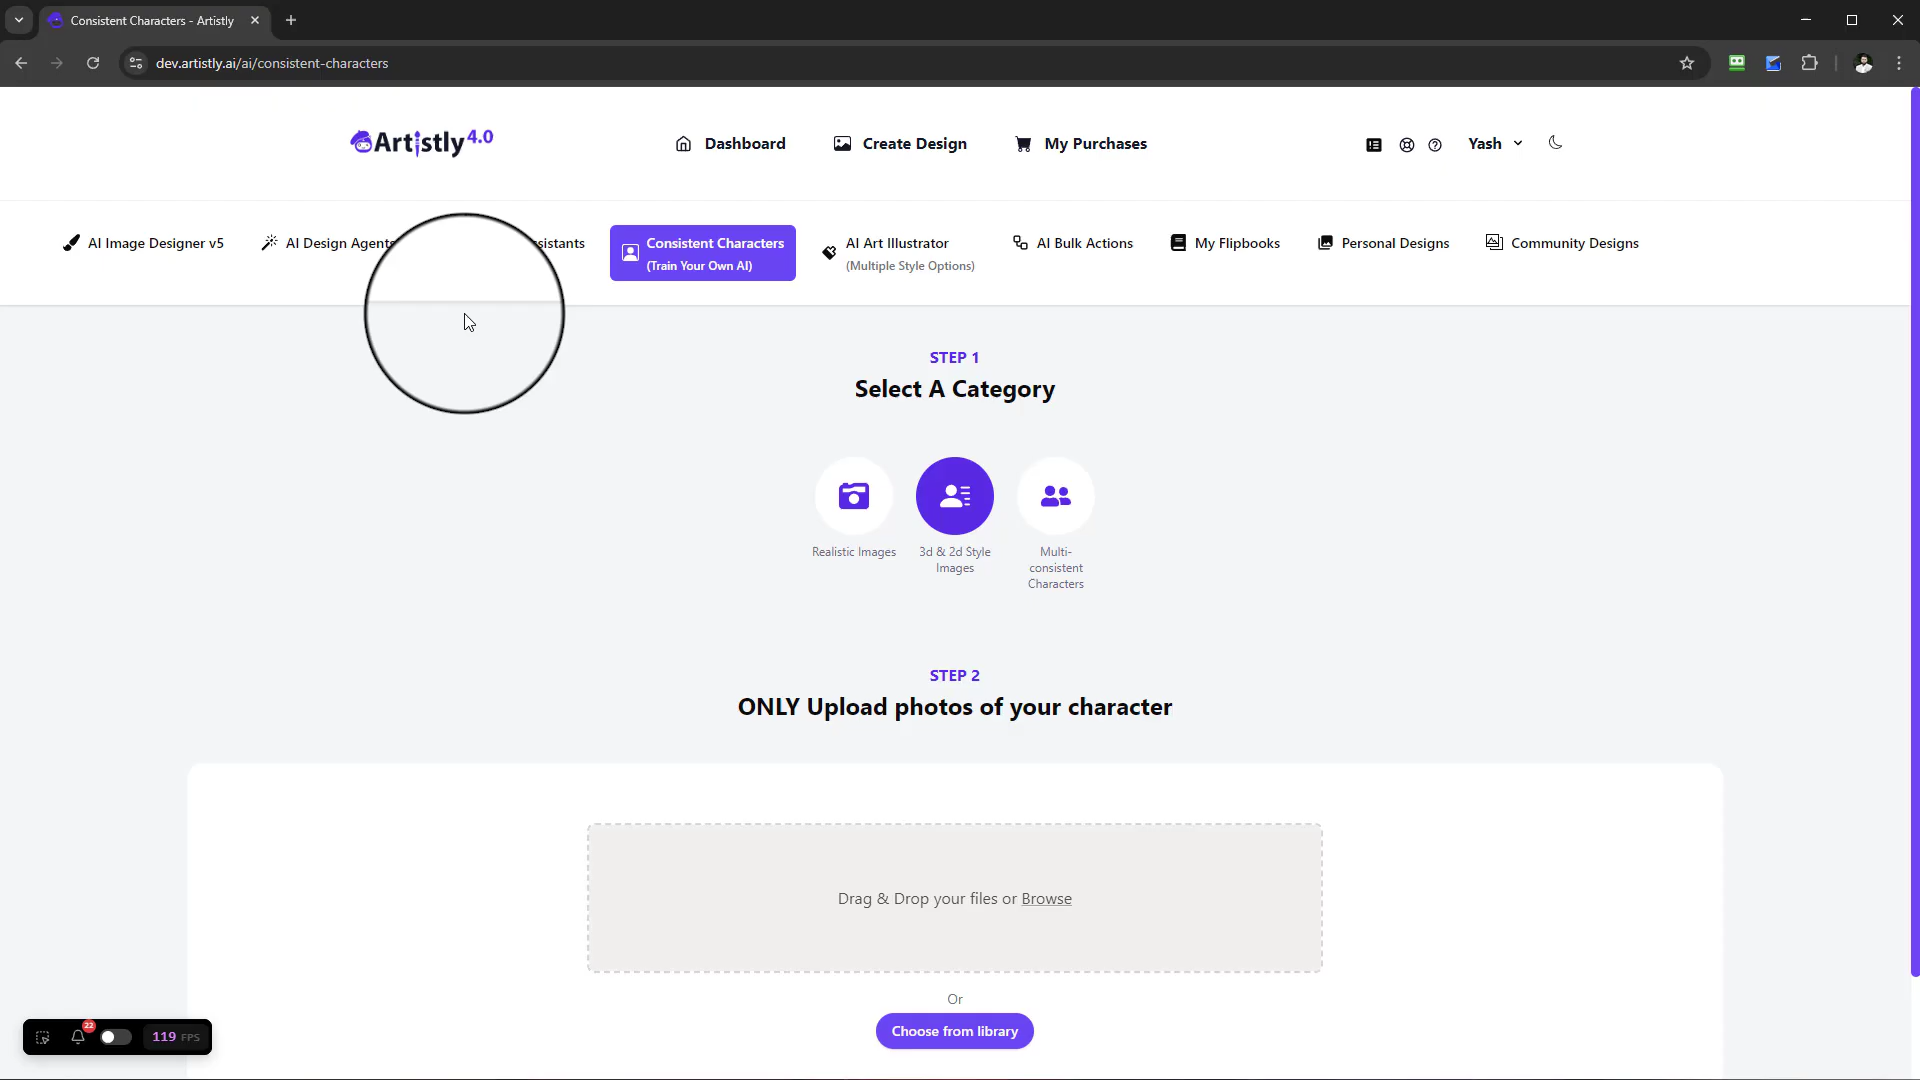 Consistent Characters - Artistly
dev.artistly.ai/ai/consistent-characters
Artistly 4.0
Dashboard
Create Design
My Purchases
Yash
AI Image Designer v5
AI Design Agents
Consistent Characters
(Train Your Own AI)
AI Art Illustrator
(Multiple Style Options)
AI Bulk Actions
My Flipbooks
Personal Designs
Community Designs
STEP 1
Select A Category
Realistic Images
3d & 2d Style
Images
Multi-
consistent
Characters
STEP 2
ONLY Upload photos of your character
Drag & Drop your files or Browse
Or
Choose from library
22
119 FPS